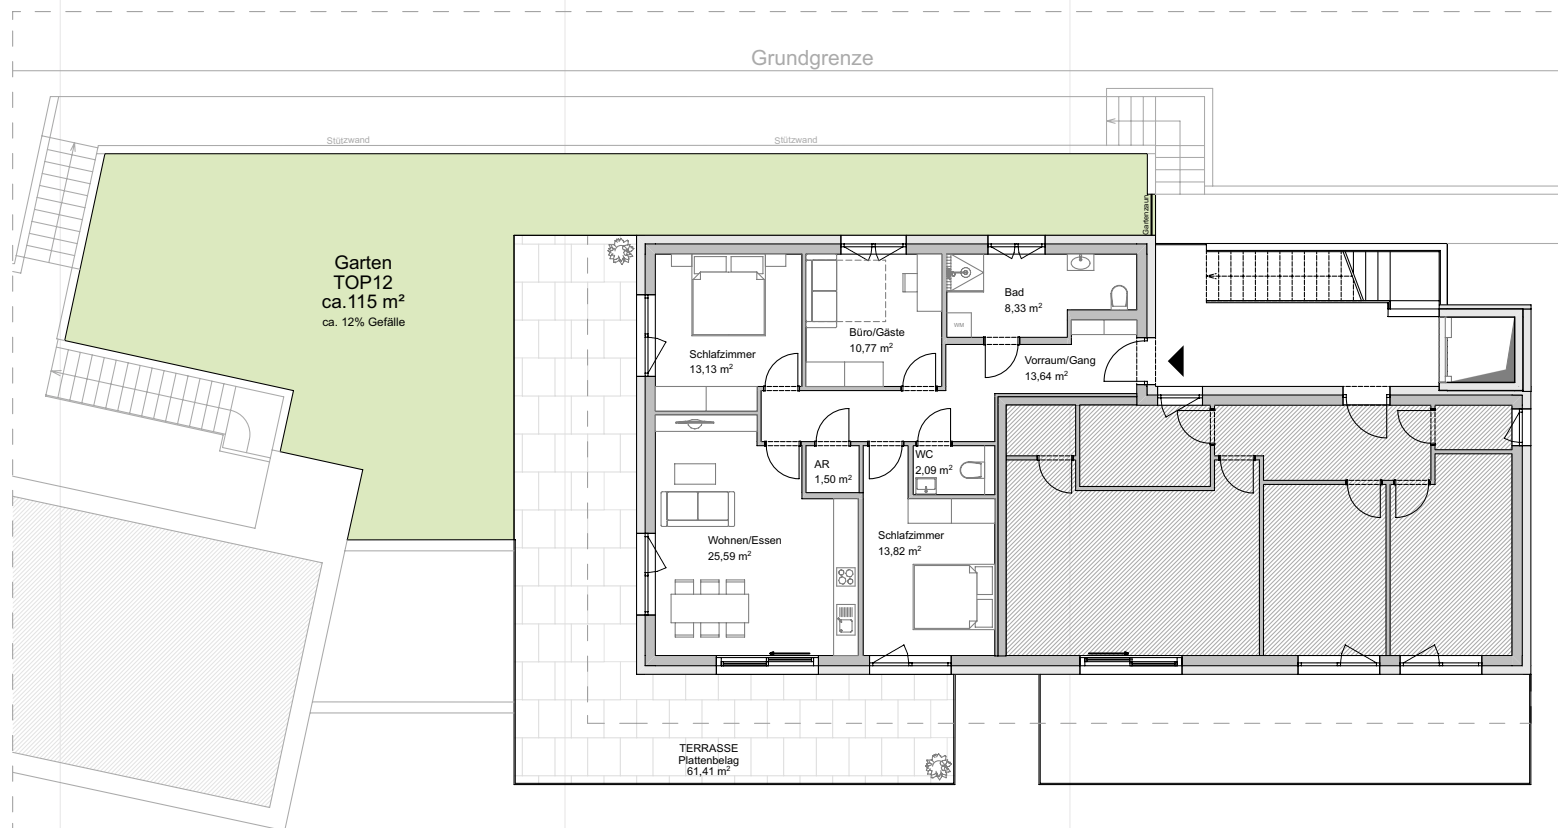 Grundgrenze
Stützwand
Stützwand
Gartenzaun
Garten
TOP12
ca.115 m²
ca. 12% Gefälle
Bad
8,33 m²
WM
Büro/Gäste
10,77 m²
Schlafzimmer
13,13 m²
Vorraum/Gang
13,64 m²
AR
1,50 m²
WC
2,09 m²
Wohnen/Essen
25,59 m²
Schlafzimmer
13,82 m²
TERRASSE
Plattenbelag
61,41 m²